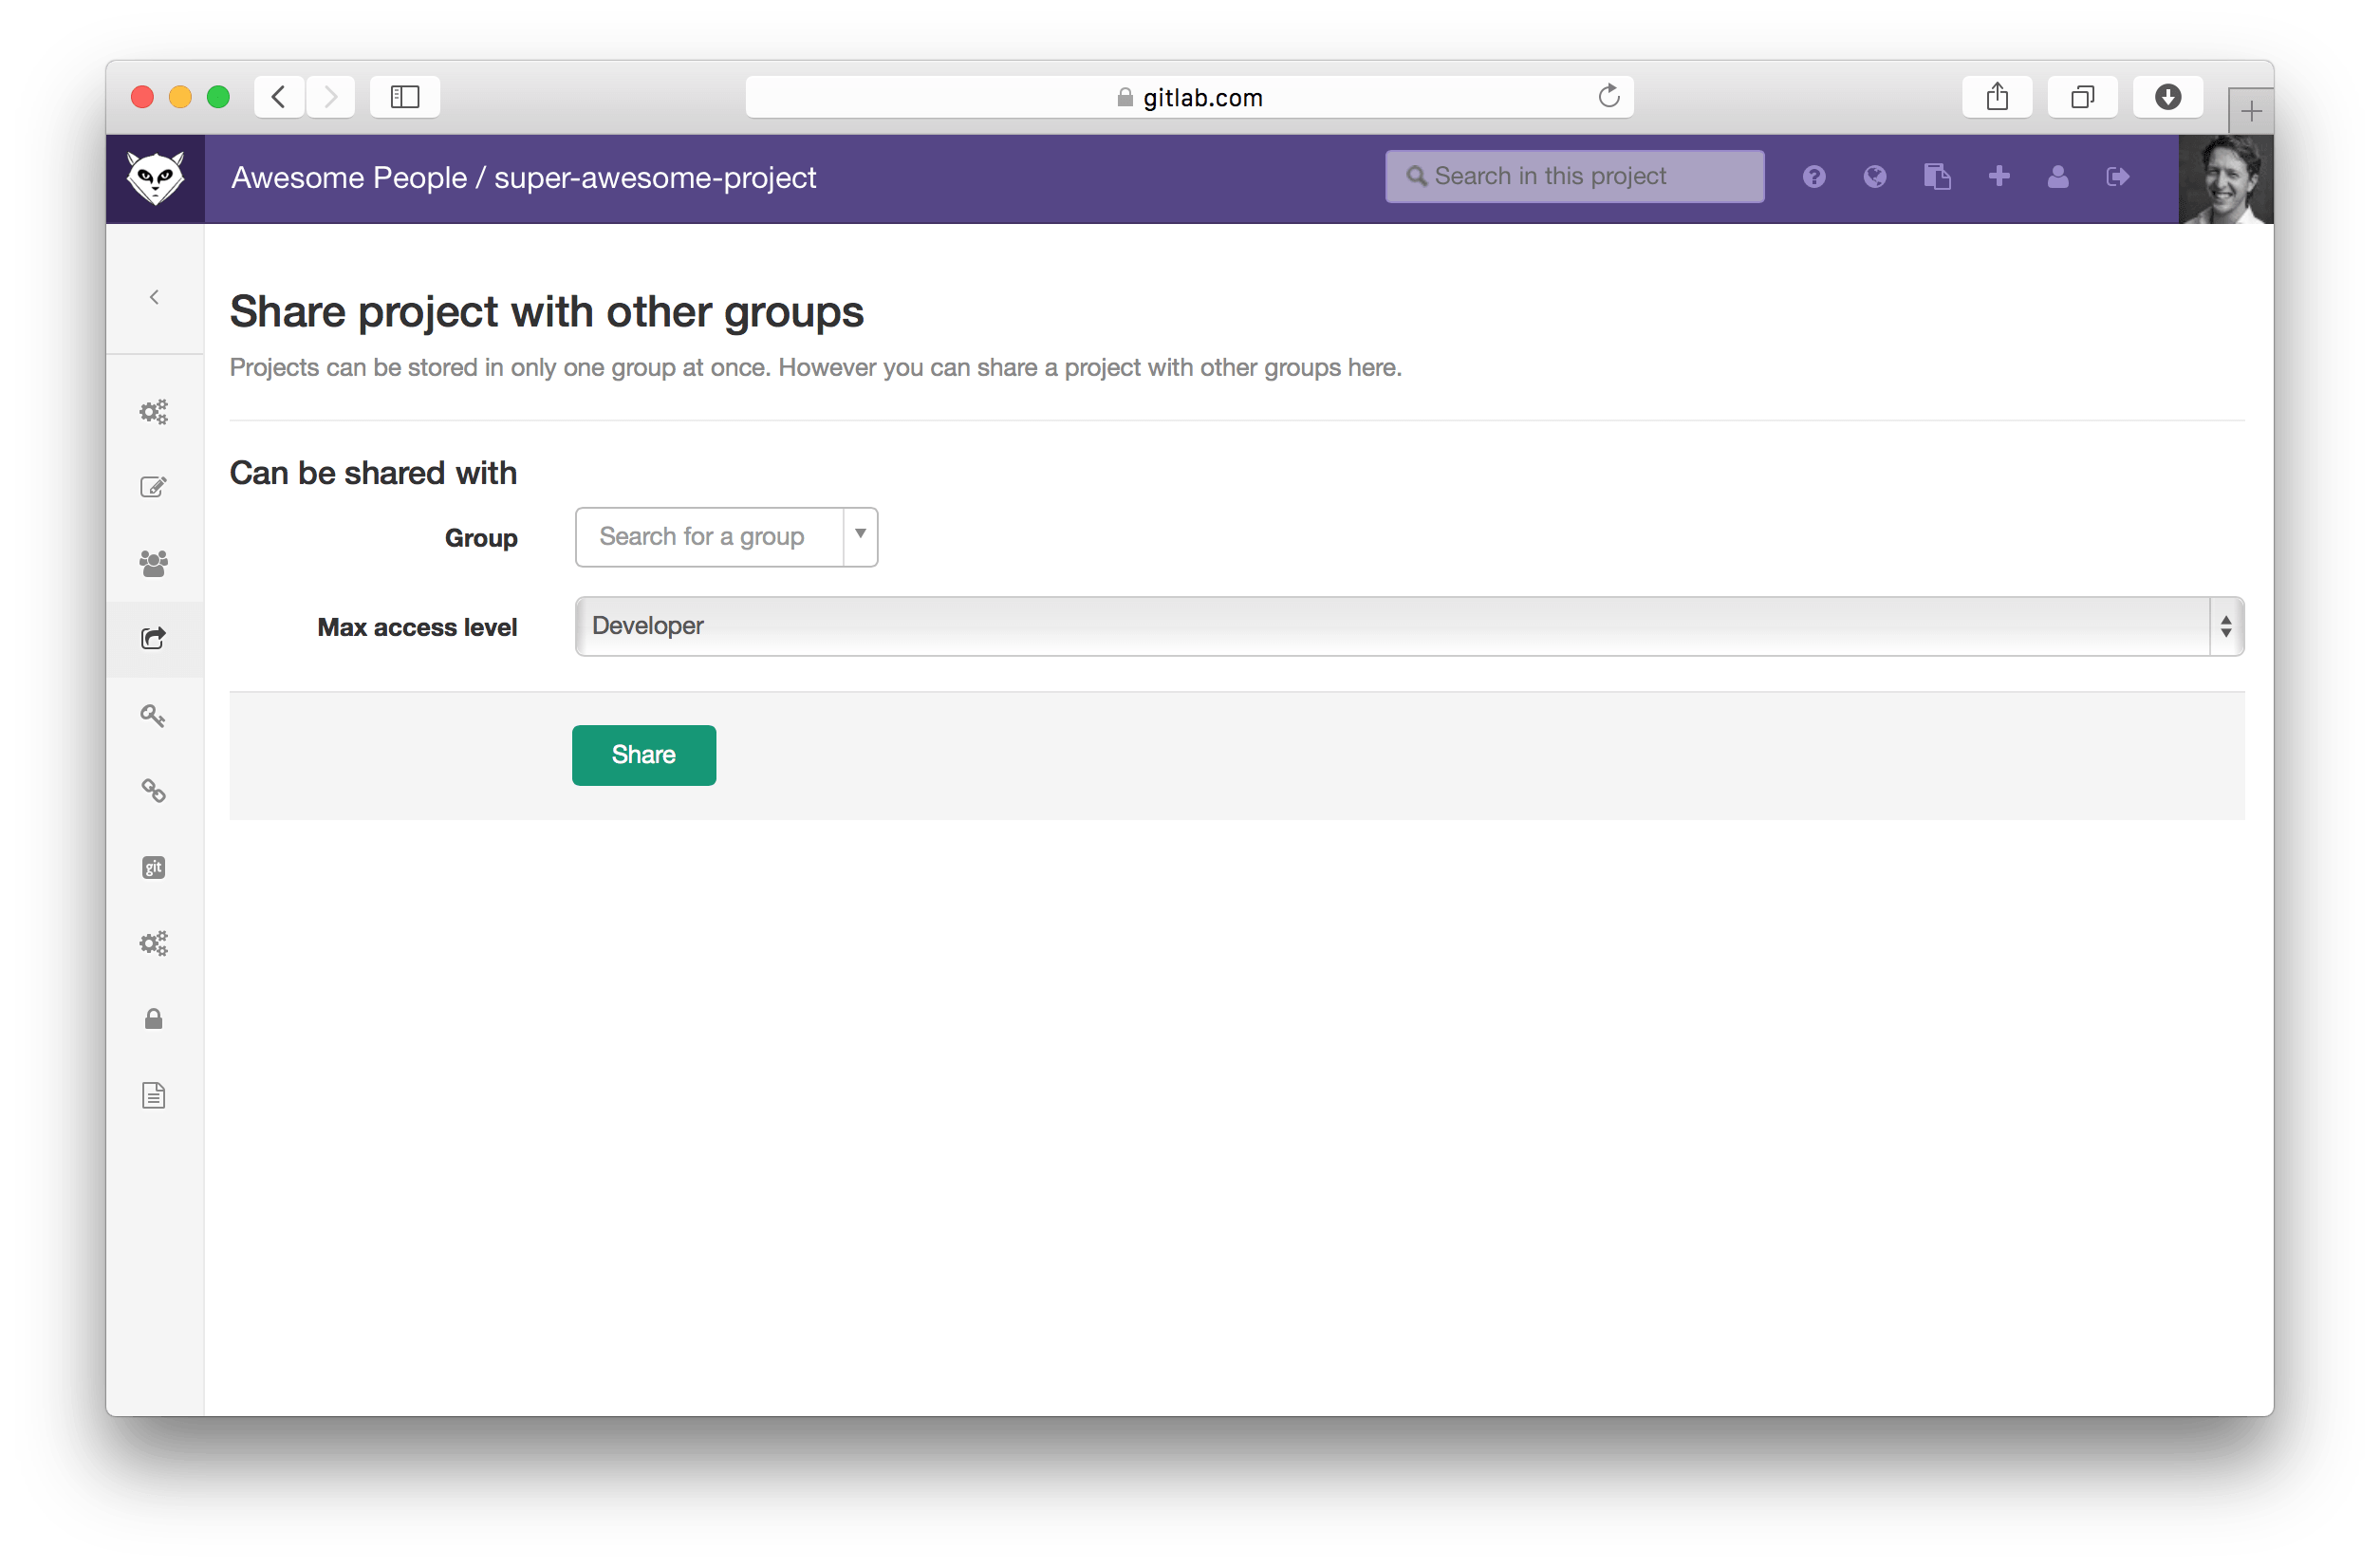 gitlab.com
Awesome People / super-awesome-project
Search in this project
Share project with other groups
Projects can be stored in only one group at once. However you can share a project with other groups here.
Can be shared with
Group
Search for a group
Max access level
Developer
Share
git